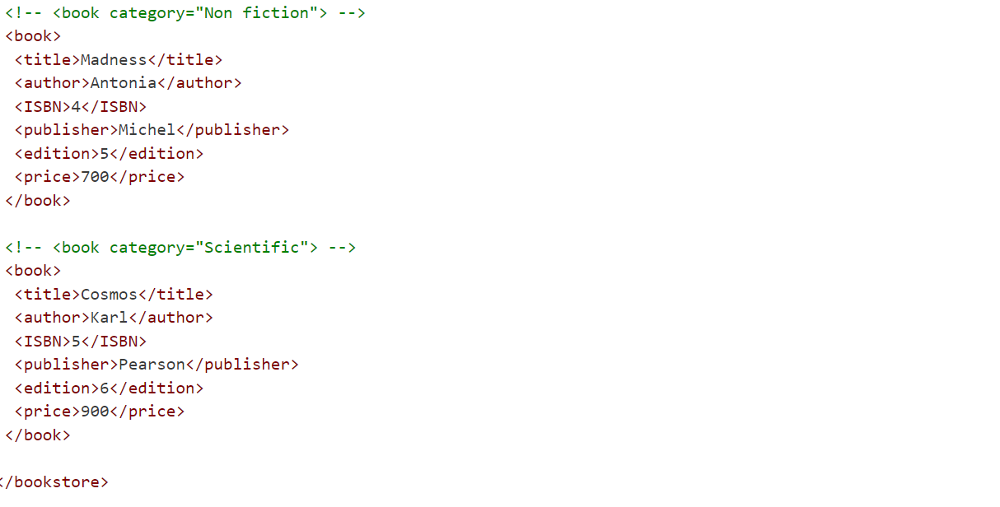 <!-- <book category="Non fiction"> -->
<book>
<title>Madness</title>
<author>Antonia</author>
<ISBN>4</ISBN>
<publisher>Michel</publisher>
<edition>5</edition>
<price>700</price>
</book>
<!-- <book category="Scientific"> -->
<book>
<title>Cosmos</title>
<author>Karl</author>
<ISBN>5</ISBN>
<publisher>Pearson</publisher>
<edition>6</edition>
<price>900</price>
</book>
</bookstore>